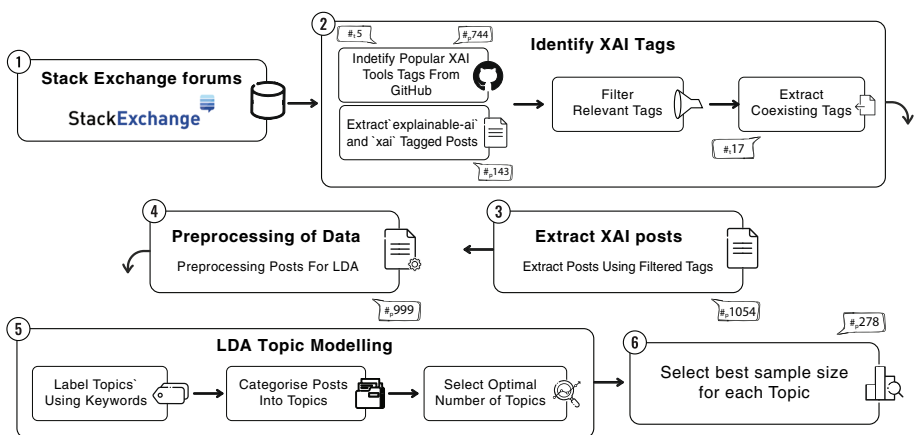 1
Stack Exchange forums
StackExchange
2
#t5
#p744
Identify XAI Tags
Indetify Popular XAI
Tools Tags From
GitHub
Extract`explainable-ai`
and `xai` Tagged Posts
#p143
Filter
Relevant Tags
Extract
Coexisting Tags
#t17
4
Preprocessing of Data
Preprocessing Posts For LDA
#p999
3
Extract XAI posts
Extract Posts Using Filtered Tags
#p1054
5
LDA Topic Modelling
Label Topics`
Using Keywords
Categorise Posts
Into Topics
Select Optimal
Number of Topics
6
#p278
Select best sample size
for each Topic